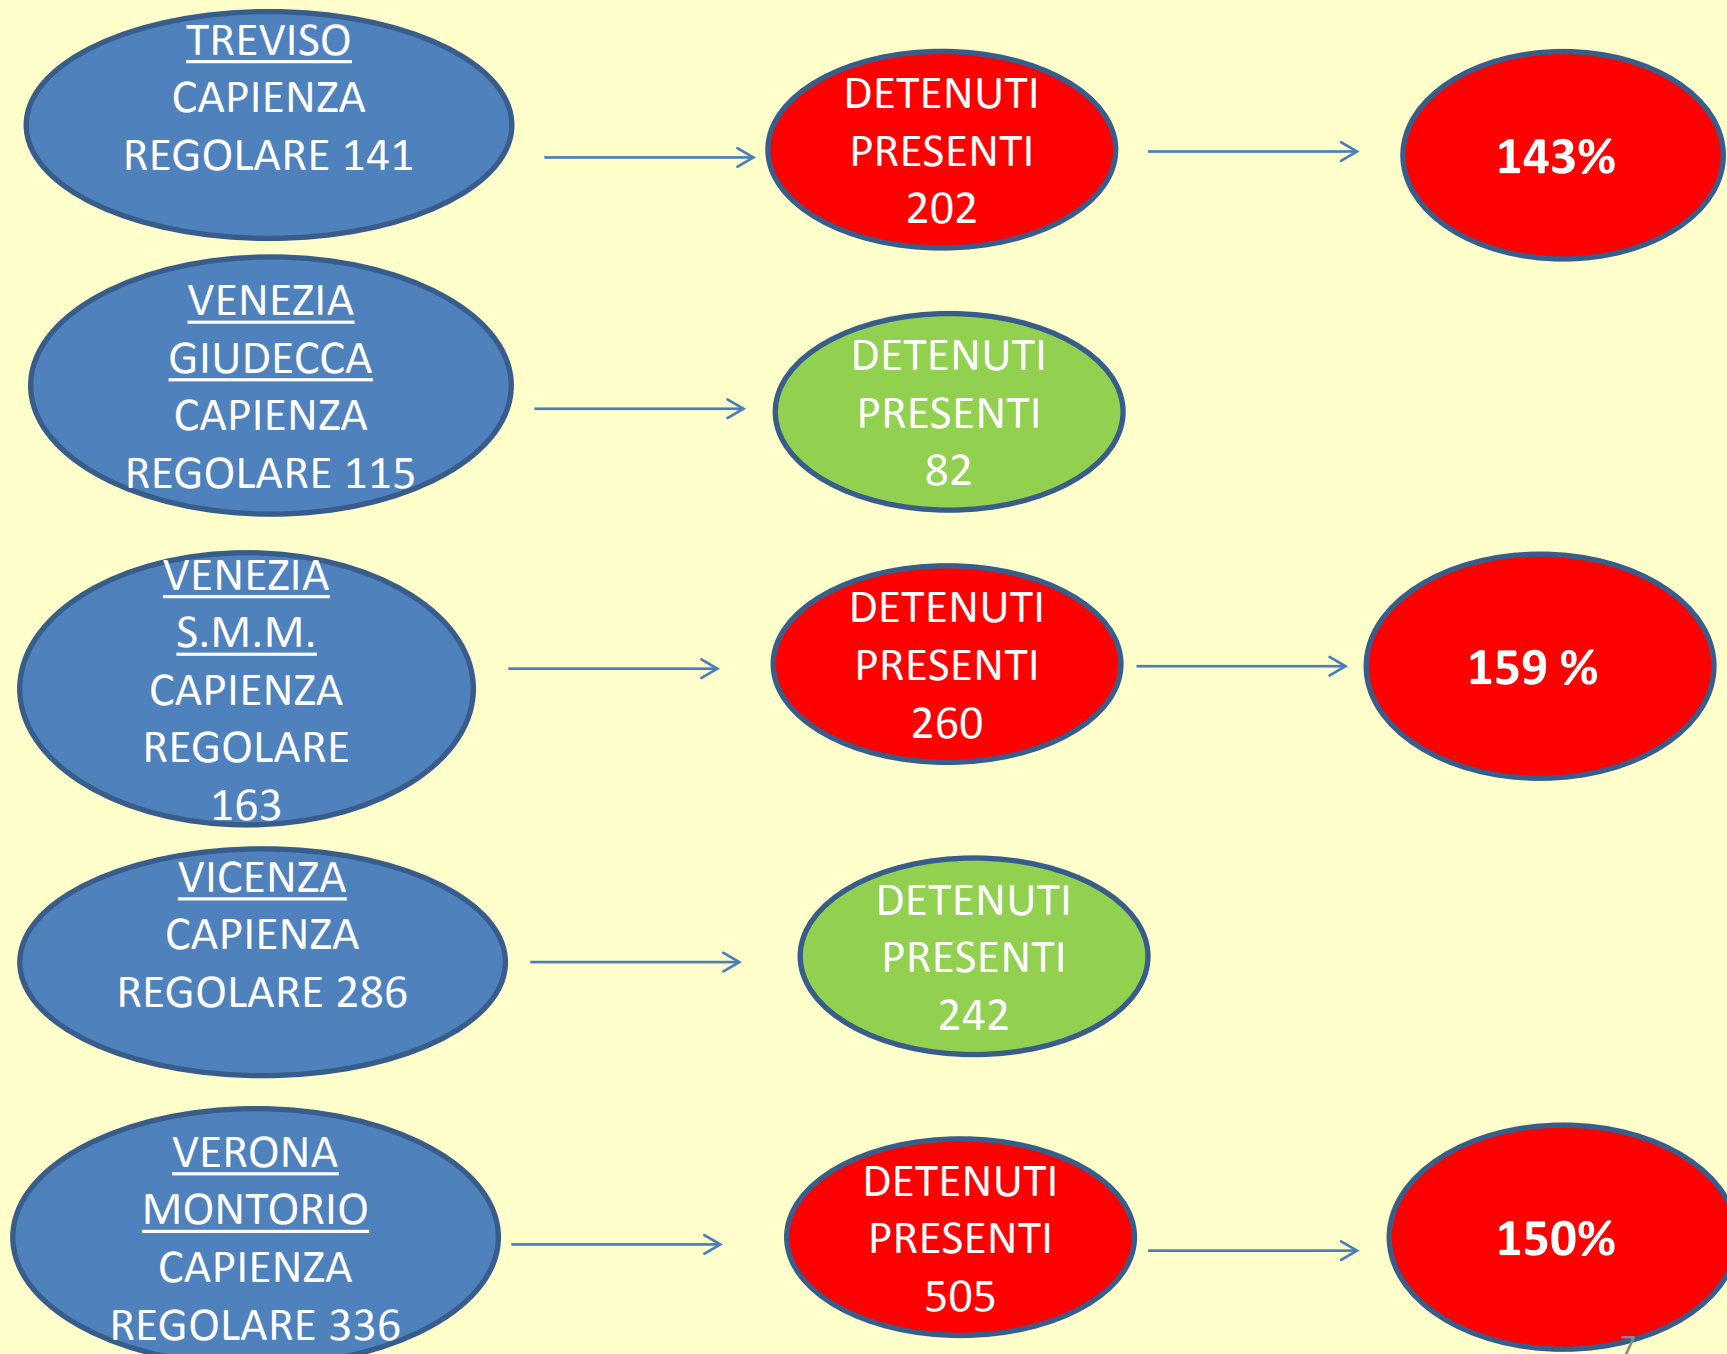 TREVISO
CAPIENZA
REGOLARE 141
DETENUTI
PRESENTI
202
143%
VENEZIA
GIUDECCA
CAPIENZA
REGOLARE 115
DETENUTI
PRESENTI
82
VENEZIA
S.M.M.
CAPIENZA
REGOLARE
163
DETENUTI
PRESENTI
260
159 %
VICENZA
CAPIENZA
REGOLARE 286
DETENUTI
PRESENTI
242
VERONA
MONTORIO
CAPIENZA
REGOLARE 336
DETENUTI
PRESENTI
505
150%
7